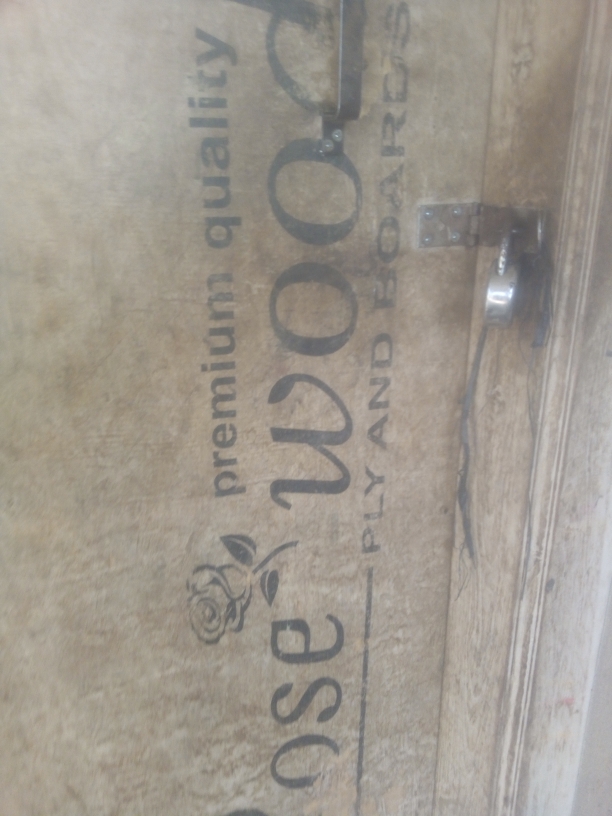 premium quality
ose wood
PLY AND BOARDS